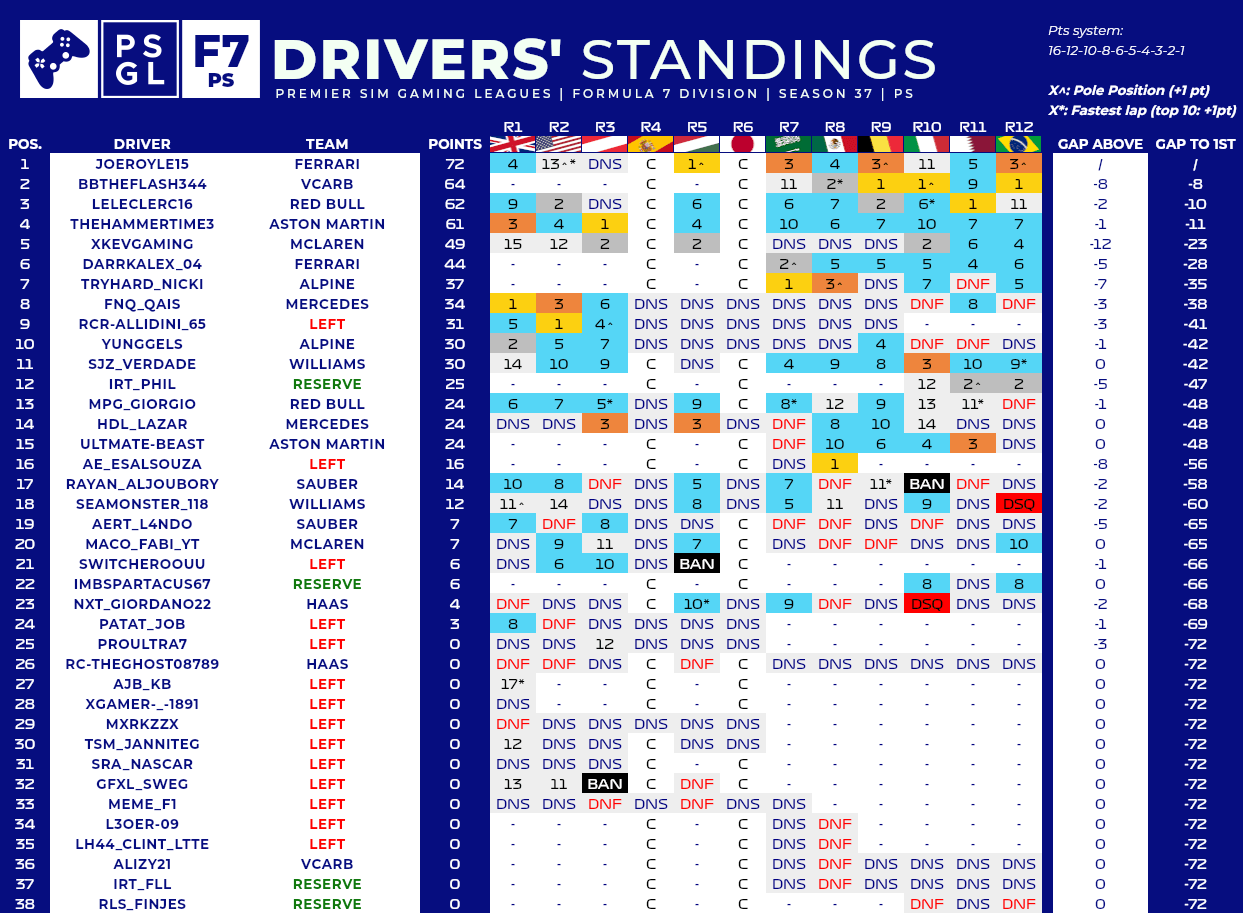 PS
GL
F7
PS
DRIVERS' STANDINGS
PREMIER SIM GAMING LEAGUES | FORMULA 7 DIVISION | SEASON 37 | PS
Pts system:
16-12-10-8-6-5-4-3-2-1
X^: Pole Position (+1 pt)
X*: Fastest lap (top 10: +1pt)
POS. DRIVER TEAM POINTS R1 R2 R3 R4 R5 R6 R7 R8 R9 R10 R11 R12 GAP ABOVE GAP TO 1ST
1 JOEROYLE15 FERRARI 72 4 13^* DNS C 1^ C 3 4 3^ 11 5 3^ / /
2 BBTHEFLASH344 VCARB 64 - - - C - C 11 2* 1 1^ 9 1 -8 -8
3 LELECLERC16 RED BULL 62 9 2 DNS C 6 C 6 7 2 6* 1 11 -2 -10
4 THEHAMMERTIME3 ASTON MARTIN 61 3 4 1 C 4 C 10 6 7 10 7 7 -1 -11
5 XKEVGAMING MCLAREN 49 15 12 2 C 2 C DNS DNS DNS 2 6 4 -12 -23
6 DARRKALEX_04 FERRARI 44 - - - C - C 2^ 5 5 5 4 6 -5 -28
7 TRYHARD_NICKI ALPINE 37 - - - C - C 1 3^ DNS 7 DNF 5 -7 -35
8 FNQ_QAIS MERCEDES 34 1 3 6 DNS DNS DNS DNS DNS DNS DNF 8 DNF -3 -38
9 RCR-ALLIDINI_65 LEFT 31 5 1 4^ DNS DNS DNS DNS DNS DNS - - - -3 -41
10 YUNGGELS ALPINE 30 2 5 7 DNS DNS DNS DNS DNS 4 DNF DNF DNS -1 -42
11 SJZ_VERDADE WILLIAMS 30 14 10 9 C DNS C 4 9 8 3 10 9* 0 -42
12 IRT_PHIL RESERVE 25 - - - C - C - - - 12 2^ 2 -5 -47
13 MPG_GIORGIO RED BULL 24 6 7 5* DNS 9 C 8* 12 9 13 11* DNF -1 -48
14 HDL_LAZAR MERCEDES 24 DNS DNS 3 DNS 3 DNS DNF 8 10 14 DNS DNS 0 -48
15 ULTMATE-BEAST ASTON MARTIN 24 - - - C - C DNF 10 6 4 3 DNS 0 -48
16 AE_ESALSOUZA LEFT 16 - - - C - C DNS 1 - - - - -8 -56
17 RAYAN_ALJOUBORY SAUBER 14 10 8 DNF DNS 5 DNS 7 DNF 11* BAN DNF DNS -2 -58
18 SEAMONSTER_118 WILLIAMS 12 11^ 14 DNS DNS 8 DNS 5 11 DNS 9 DNS DSQ -2 -60
19 AERT_L4NDO SAUBER 7 7 DNF 8 DNS DNS C DNF DNF DNS DNF DNS DNS -5 -65
20 MACO_FABI_YT MCLAREN 7 DNS 9 11 DNS 7 C DNS DNF DNF DNS DNS 10 0 -65
21 SWITCHEROOUU LEFT 6 DNS 6 10 DNS BAN C - - - - - - -1 -66
22 IMBSPARTACUS67 RESERVE 6 - - - C - C - - - 8 DNS 8 0 -66
23 NXT_GIORDANO22 HAAS 4 DNF DNS DNS C 10* DNS 9 DNF DNS DSQ DNS DNS -2 -68
24 PATAT_JOB LEFT 3 8 DNF DNS DNS DNS DNS - - - - - - -1 -69
25 PROULTRA7 LEFT 0 DNS DNS 12 DNS DNS DNS - - - - - - -3 -72
26 RC-THEGHOST08789 HAAS 0 DNF DNF DNS C DNF C DNS DNS DNS DNS DNS DNS 0 -72
27 AJB_KB LEFT 0 17* - - C - C - - - - - - 0 -72
28 XGAMER-_-1891 LEFT 0 DNS - - C - C - - - - - - 0 -72
29 MXRKZZX LEFT 0 DNF DNS DNS DNS DNS DNS - - - - - - 0 -72
30 TSM_JANNITEG LEFT 0 12 DNS DNS C DNS DNS - - - - - - 0 -72
31 SRA_NASCAR LEFT 0 DNS DNS DNS C - C - - - - - - 0 -72
32 GFXL_SWEG LEFT 0 13 11 BAN C DNF C - - - - - - 0 -72
33 MEME_F1 LEFT 0 DNS DNS DNF DNS DNF DNS DNS - - - - - 0 -72
34 L3OER-09 LEFT 0 - - - C - C DNS DNF - - - - 0 -72
35 LH44_CLINT_LTTE LEFT 0 - - - C - C DNS DNF - - - - 0 -72
36 ALIZY21 VCARB 0 - - - C - C DNS DNF DNS DNS DNS DNS 0 -72
37 IRT_FLL RESERVE 0 - - - C - C DNS DNF DNS DNS DNS DNS 0 -72
38 RLS_FINJES RESERVE 0 - - - C - C - - - DNF DNS DNF 0 -72